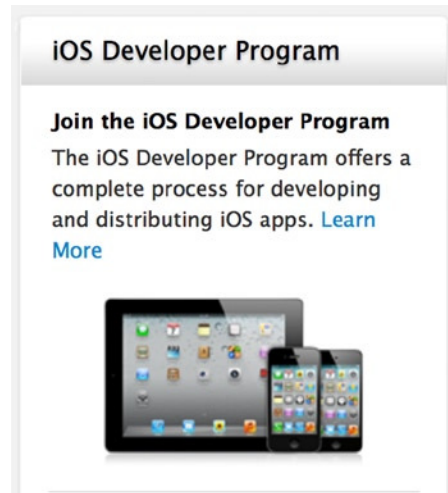 iOS Developer Program
Join the iOS Developer Program
The iOS Developer Program offers a
complete process for developing
and distributing iOS apps. Learn
More